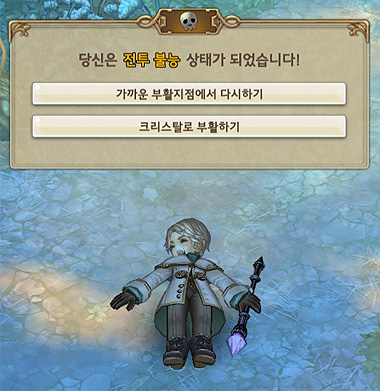 당신은 전투 불능 상태가 되었습니다!
가까운 부활지점에서 다시하기
크리스탈로 부활하기